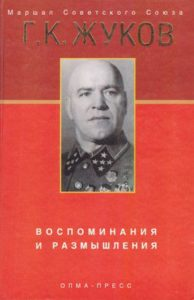 Маршал Советского Союза
Г.К. ЖУКОВ
ВОСПОМИНАНИЯ
И РАЗМЫШЛЕНИЯ
ОЛМА-ПРЕСС